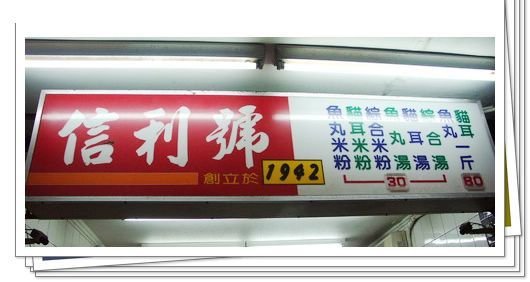 信利號
創立於 1942
魚丸米粉
貓耳米粉
綜合米粉
魚丸湯
貓耳湯
綜合湯
魚丸
貓耳
一斤
30
80